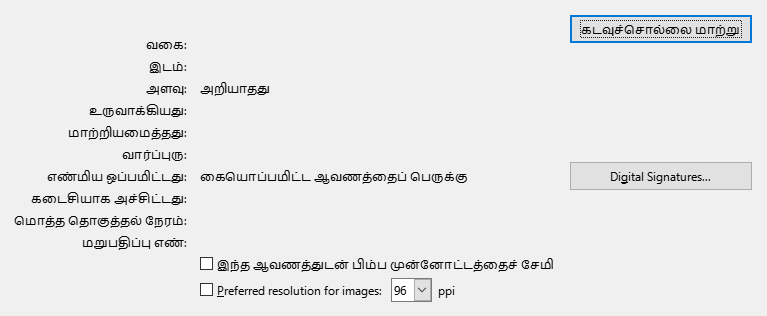 கடவுச்சொல்லை மாற்று
வகை:
இடம்:
அளவு: அறியாதது
உருவாக்கியது:
மாற்றியமைத்தது:
வார்ப்புரு:
எண்மிய ஒப்பமிட்டது: கையொப்பமிட்ட ஆவணத்தைப் பெருக்கு Digital Signatures...
கடைசியாக அச்சிட்டது:
மொத்த தொகுத்தல் நேரம்:
மறுபதிப்பு எண்:
இந்த ஆவணத்துடன் பிம்ப முன்னோட்டத்தைச் சேமி
Preferred resolution for images: 96 ppi